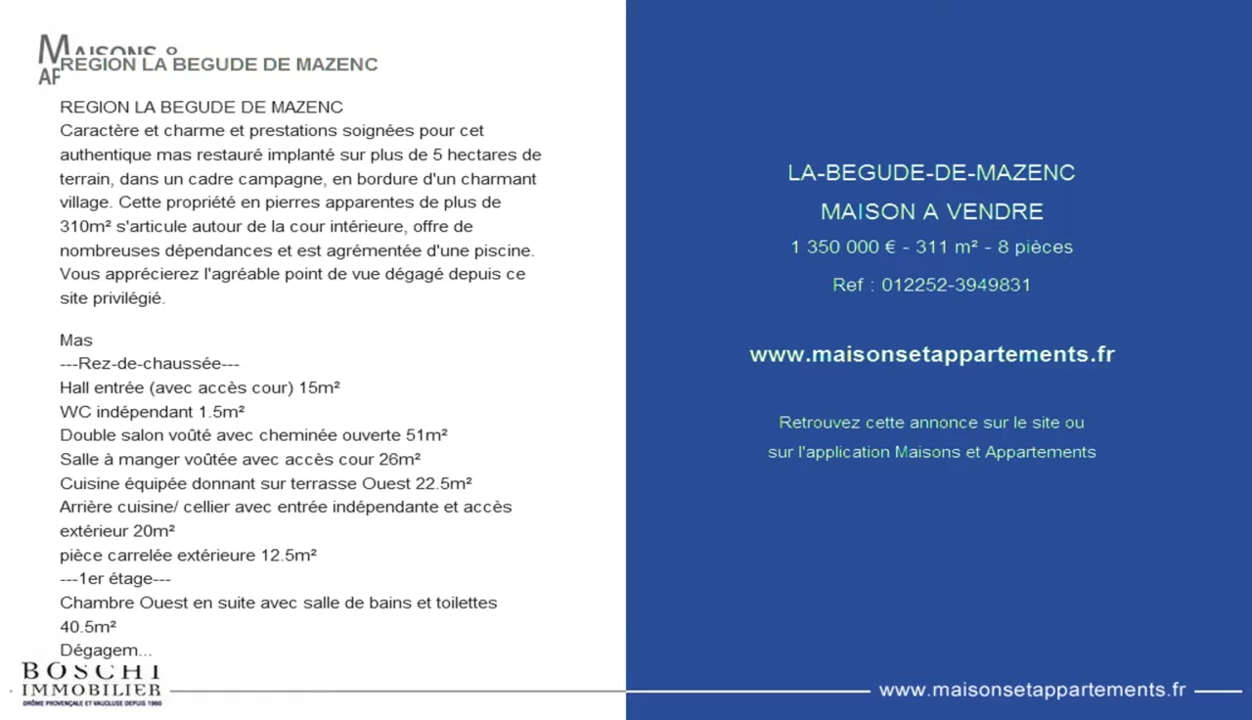 MAISONS &
AP
REGION LA BEGUDE DE MAZENC
REGION LA BEGUDE DE MAZENC
Caractère et charme et prestations soignées pour cet
authentique mas restauré implanté sur plus de 5 hectares de
terrain, dans un cadre campagne, en bordure d'un charmant
village. Cette propriété en pierres apparentes de plus de
310m² s'articule autour de la cour intérieure, offre de
nombreuses dépendances et est agrémentée d'une piscine.
Vous apprécierez l'agréable point de vue dégagé depuis ce
site privilégié.
Mas
---Rez-de-chaussée---
Hall entrée (avec accès cour) 15m²
WC indépendant 1.5m²
Double salon voûté avec cheminée ouverte 51m²
Salle à manger voûtée avec accès cour 26m²
Cuisine équipée donnant sur terrasse Ouest 22.5m²
Arrière cuisine/ cellier avec entrée indépendante et accès
extérieur 20m²
pièce carrelée extérieure 12.5m²
---1er étage---
Chambre Ouest en suite avec salle de bains et toilettes
40.5m²
Dégagem...
BOSCHI
IMMOBILIER
DRÔME PROVENÇALE ET VAUCLUSE DEPUIS 1960
LA-BEGUDE-DE-MAZENC
MAISON A VENDRE
1 350 000 € - 311 m² - 8 pièces
Ref : 012252-3949831
www.maisonsetappartements.fr
Retrouvez cette annonce sur le site ou
sur l'application Maisons et Appartements
www.maisonsetappartements.fr